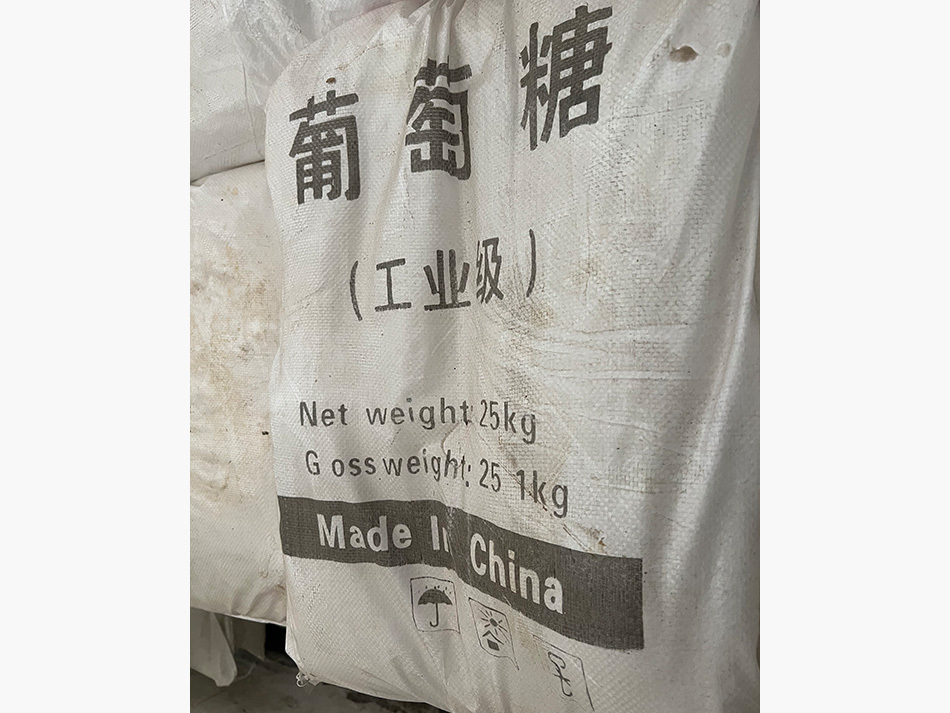 葡萄糖
(工业级)
Net weight:25kg
G oss weight: 25 1kg
Made In China